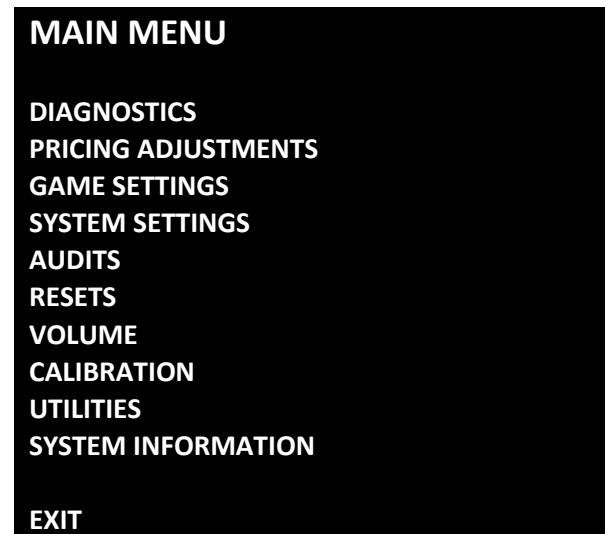 MAIN MENU
DIAGNOSTICS
PRICING ADJUSTMENTS
GAME SETTINGS
SYSTEM SETTINGS
AUDITS
RESETS
VOLUME
CALIBRATION
UTILITIES
SYSTEM INFORMATION
EXIT